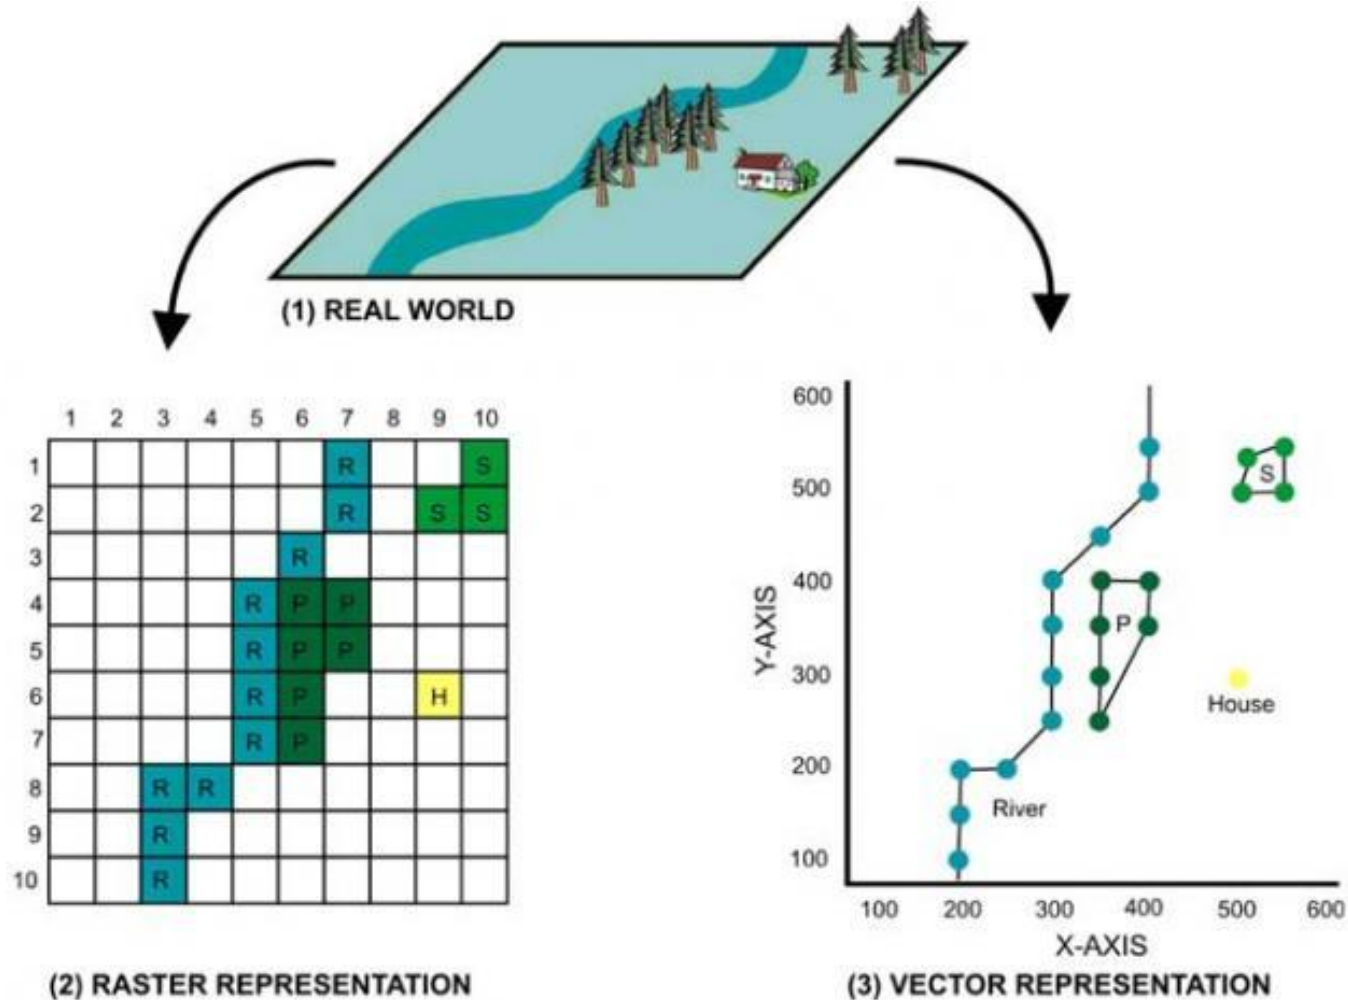 (1) REAL WORLD
1 2 3 4 5 6 7 8 9 10
1 R S
2 R S S
3 R
4 R P P
5 R P P
6 R P H
7 R P
8 R R
9 R
10 R
(2) RASTER REPRESENTATION
600
500
400
300
200
100
Y-AXIS
S
P
House
River
100 200 300 400 500 600
X-AXIS
(3) VECTOR REPRESENTATION